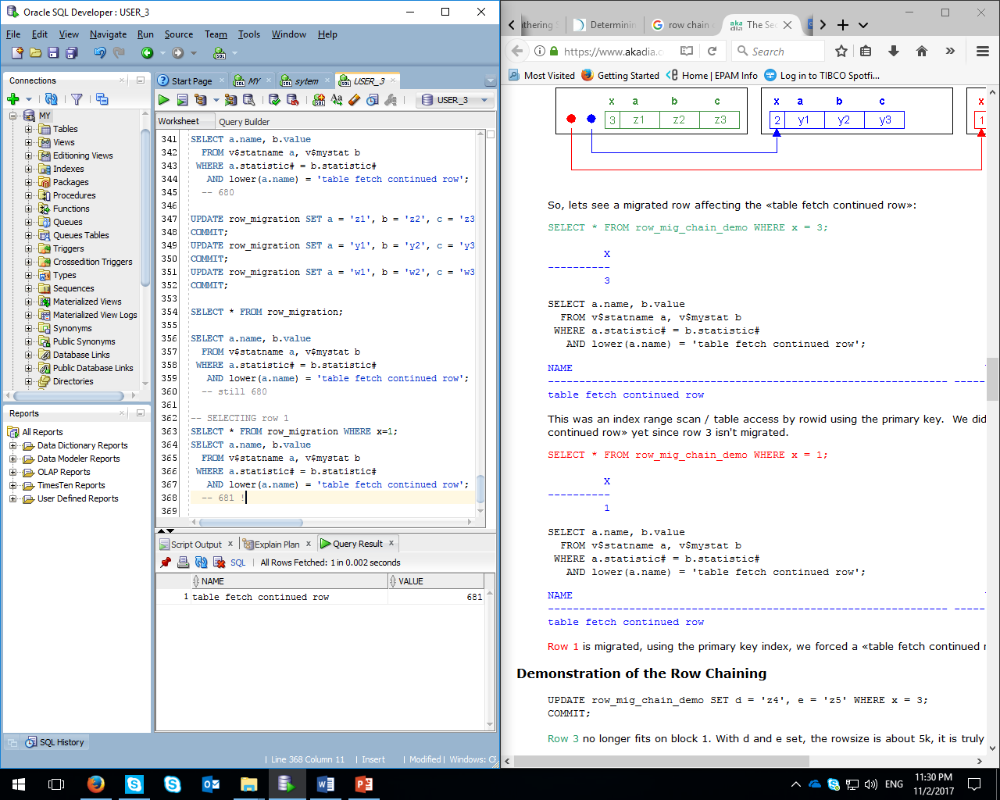 Oracle SQL Developer : USER_3
File Edit View Navigate Run Source Team Tools Window Help
Connections
MY
Tables
Views
Editioning Views
Indexes
Packages
Procedures
Functions
Queues
Queues Tables
Triggers
Crossedition Triggers
Types
Sequences
Materialized Views
Materialized View Logs
Synonyms
Public Synonyms
Database Links
Public Database Links
Directories
Reports
All Reports
Data Dictionary Reports
Data Modeler Reports
OLAP Reports
TimesTen Reports
User Defined Reports
SQL History
Start Page MY sytem USER_3
USER_3
Worksheet Query Builder
341 SELECT a.name, b.value
342 FROM v$statname a, v$mystat b
343 WHERE a.statistic# = b.statistic#
344 AND lower(a.name) = 'table fetch continued row';
345 -- 680
346
347 UPDATE row_migration SET a = 'z1', b = 'z2', c = 'z3
348 COMMIT;
349 UPDATE row_migration SET a = 'y1', b = 'y2', c = 'y3
350 COMMIT;
351 UPDATE row_migration SET a = 'w1', b = 'w2', c = 'w3
352 COMMIT;
353
354 SELECT * FROM row_migration;
355
356 SELECT a.name, b.value
357 FROM v$statname a, v$mystat b
358 WHERE a.statistic# = b.statistic#
359 AND lower(a.name) = 'table fetch continued row';
360 -- still 680
361
362 -- SELECTING row 1
363 SELECT * FROM row_migration WHERE x=1;
364 SELECT a.name, b.value
365 FROM v$statname a, v$mystat b
366 WHERE a.statistic# = b.statistic#
367 AND lower(a.name) = 'table fetch continued row';
368 -- 681 !
369
Script Output Explain Plan Query Result
SQL All Rows Fetched: 1 in 0.002 seconds
NAME VALUE
1 table fetch continued row 681
Line 368 Column 11 Insert Modified Windows: CF
Determinin row chain The Sec
https://www.akadia.c Search
Most Visited Getting Started Home | EPAM Info Log in to TIBCO Spotfi...
x a b c
3 z1 z2 z3
x a b c
2 y1 y2 y3
x
1
So, lets see a migrated row affecting the «table fetch continued row»:
SELECT * FROM row_mig_chain_demo WHERE x = 3;
X
----------
3
SELECT a.name, b.value
FROM v$statname a, v$mystat b
WHERE a.statistic# = b.statistic#
AND lower(a.name) = 'table fetch continued row';
NAME
---------------------------------------------------------------- -----
table fetch continued row
This was an index range scan / table access by rowid using the primary key. We did
continued row» yet since row 3 isn't migrated.
SELECT * FROM row_mig_chain_demo WHERE x = 1;
X
----------
1
SELECT a.name, b.value
FROM v$statname a, v$mystat b
WHERE a.statistic# = b.statistic#
AND lower(a.name) = 'table fetch continued row';
NAME
---------------------------------------------------------------- -----
table fetch continued row
Row 1 is migrated, using the primary key index, we forced a «table fetch continued r
Demonstration of the Row Chaining
UPDATE row_mig_chain_demo SET d = 'z4', e = 'z5' WHERE x = 3;
COMMIT;
Row 3 no longer fits on block 1. With d and e set, the rowsize is about 5k, it is truly
ENG
11:30 PM
11/2/2017